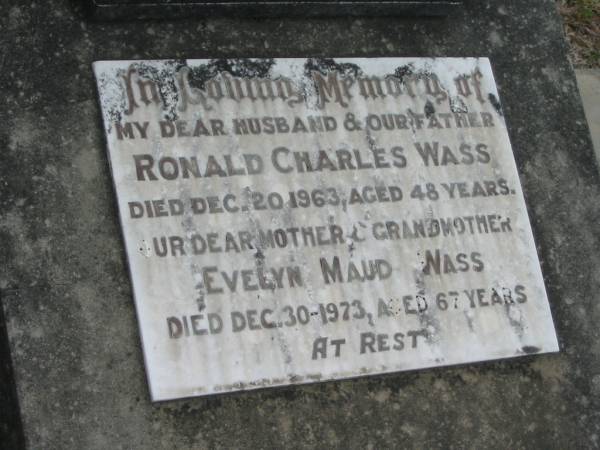 In Loving Memory of
MY DEAR HUSBAND & OUR FATHER
RONALD CHARLES WASS
DIED DEC. 20 1963, AGED 48 YEARS.
OUR DEAR MOTHER & GRANDMOTHER
EVELYN MAUD WASS
DIED DEC. 30-1973, AGED 67 YEARS
AT REST